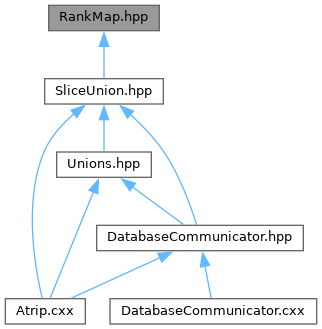 RankMap.hpp
SliceUnion.hpp
Unions.hpp
DatabaseCommunicator.hpp
Atrip.cxx
DatabaseCommunicator.cxx